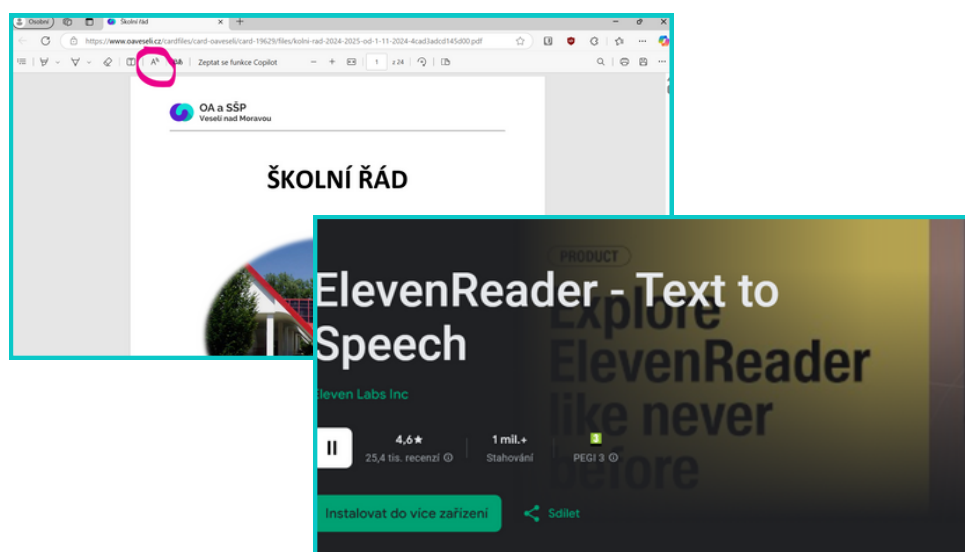 Osobní
Školní řád
https://www.oaveseli.cz/cardfiles/card-oaveseli/card-19629/files/kolni-rad-2024-2025-od-1-11-2024-4cad3adcd145d00.pdf
Zeptat se funkce Copilot
1 z 24
OA a SŠP
Veselí nad Moravou
ŠKOLNÍ ŘÁD
PRODUCT
Explore
ElevenReader
like never
before
ElevenReader - Text to
Speech
Eleven Labs Inc
4,6★ 1 mil.+ 3
25,4 tis. recenzí Stahování PEGI 3
Instalovat do více zařízení Sdílet